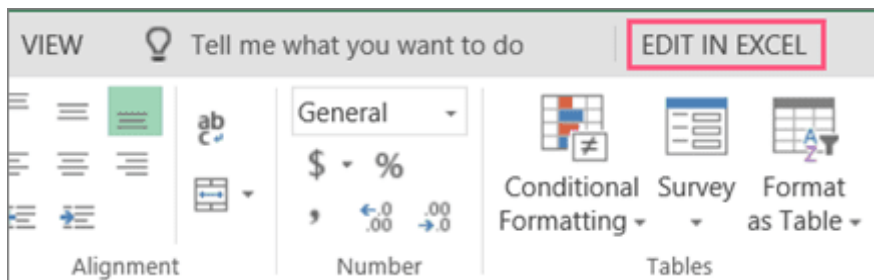 VIEW Tell me what you want to do EDIT IN EXCEL
ab
c
General
$ %
, .0 .00
.00 .0
Conditional Formatting
Survey
Format as Table
Alignment Number Tables